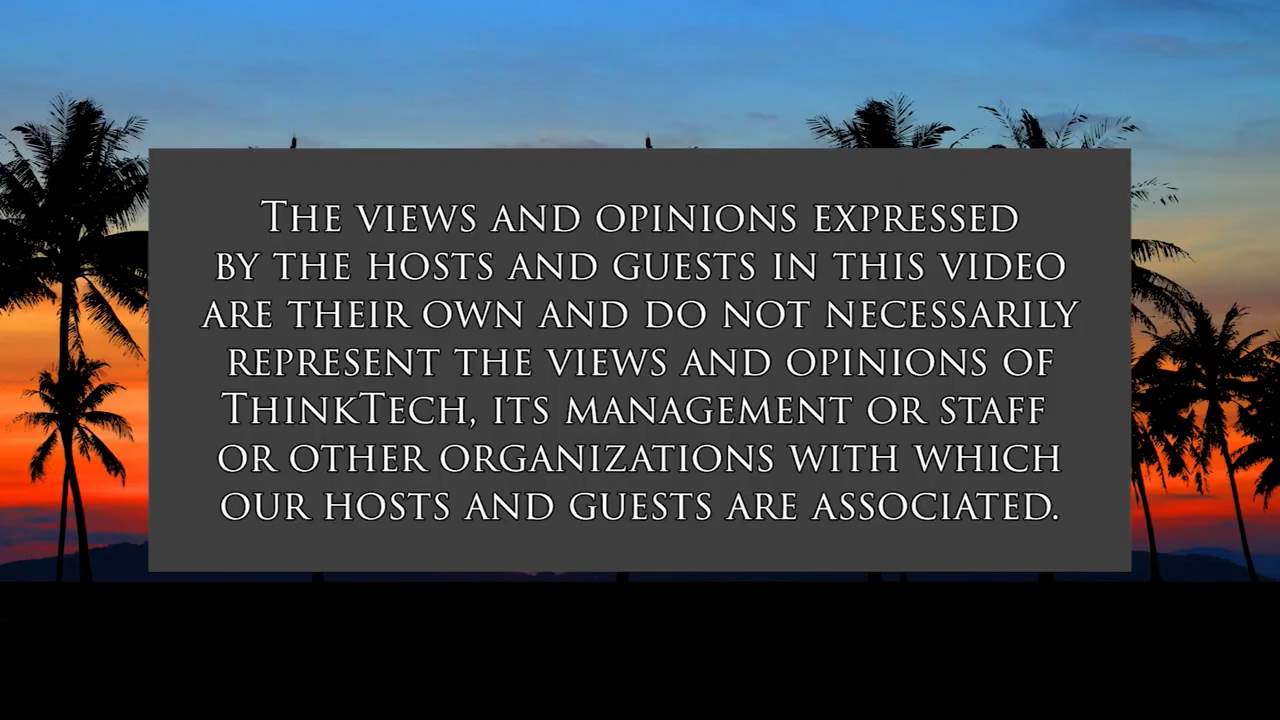 The views and opinions expressed
by the hosts and guests in this video
are their own and do not necessarily
represent the views and opinions of
ThinkTech, its management or staff
or other organizations with which
our hosts and guests are associated.